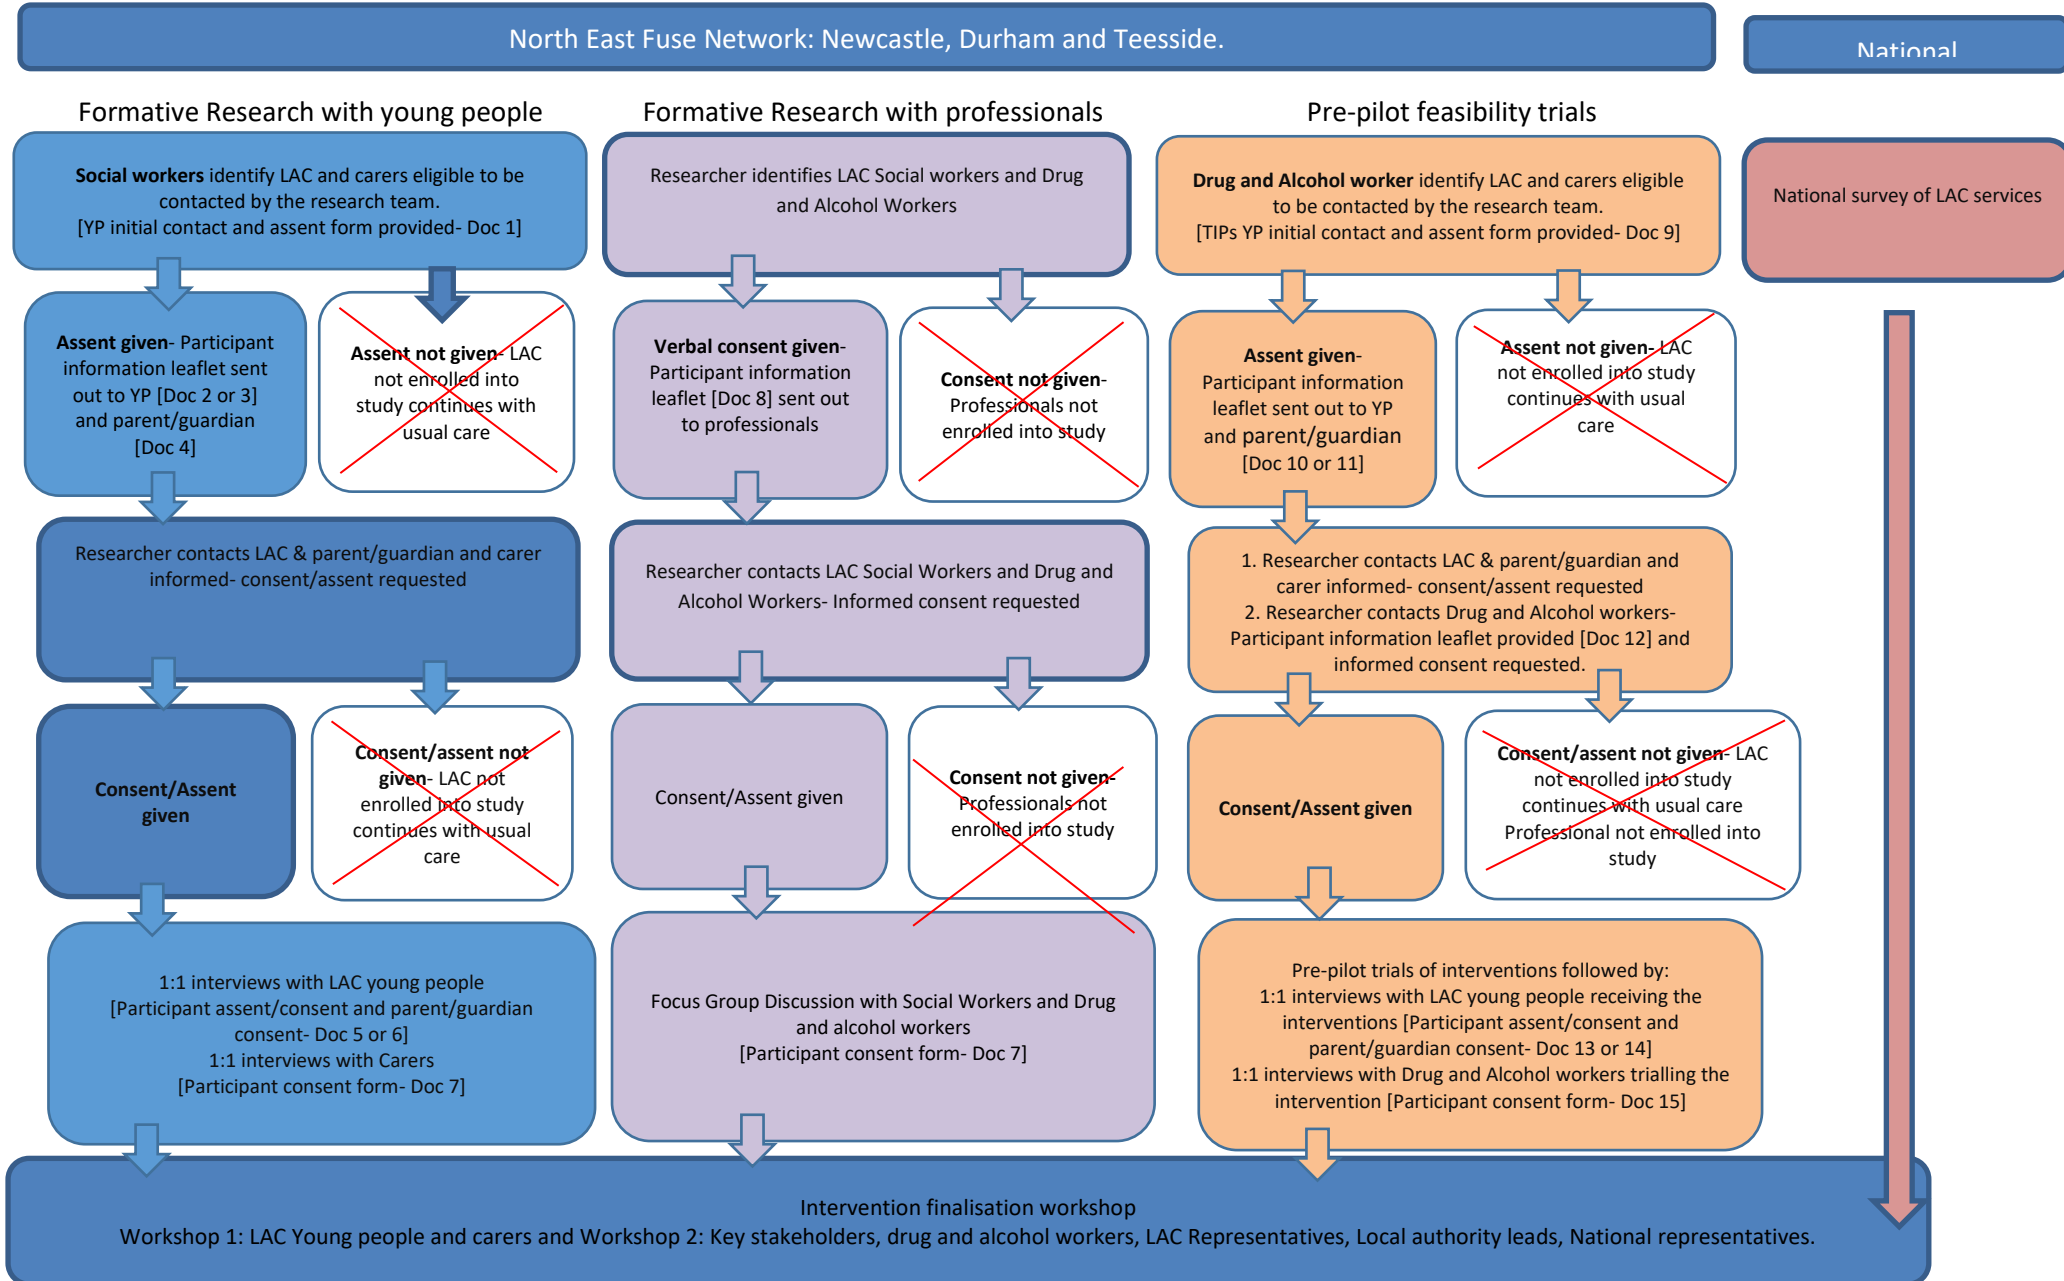 North East Fuse Network: Newcastle, Durham and Teesside.
National
Formative Research with young people
Social workers identify LAC and carers eligible to be
contacted by the research team.
[YP initial contact and assent form provided- Doc 1]
Assent given- Participant
information leaflet sent
out to YP [Doc 2 or 3]
and parent/guardian
[Doc 4]
Assent not given- LAC
not enrolled into
study continues with
usual care
Researcher contacts LAC & parent/guardian and carer
informed- consent/assent requested
Consent/Assent
given
Consent/assent not
given- LAC not
enrolled into study
continues with usual
care
1:1 interviews with LAC young people
[Participant assent/consent and parent/guardian
consent- Doc 5 or 6]
1:1 interviews with Carers
[Participant consent form- Doc 7]
Formative Research with professionals
Researcher identifies LAC Social workers and Drug
and Alcohol Workers
Verbal consent given-
Participant information
leaflet [Doc 8] sent out
to professionals
Consent not given-
Professionals not
enrolled into study
Researcher contacts LAC Social Workers and Drug and
Alcohol Workers- Informed consent requested
Consent/Assent given
Consent not given-
Professionals not
enrolled into study
Focus Group Discussion with Social Workers and Drug
and alcohol workers
[Participant consent form- Doc 7]
Pre-pilot feasibility trials
Drug and Alcohol worker identify LAC and carers eligible
to be contacted by the research team.
[TIPs YP initial contact and assent form provided- Doc 9]
Assent given-
Participant information
leaflet sent out to YP
and parent/guardian
[Doc 10 or 11]
Assent not given- LAC
not enrolled into study
continues with usual
care
1. Researcher contacts LAC & parent/guardian and
carer informed- consent/assent requested
2. Researcher contacts Drug and Alcohol workers-
Participant information leaflet provided [Doc 12] and
informed consent requested.
Consent/Assent given
Consent/assent not given- LAC
not enrolled into study
continues with usual care
Professional not enrolled into
study
Pre-pilot trials of interventions followed by:
1:1 interviews with LAC young people receiving the
interventions [Participant assent/consent and
parent/guardian consent- Doc 13 or 14]
1:1 interviews with Drug and Alcohol workers trialling the
intervention [Participant consent form- Doc 15]
National survey of LAC services
Intervention finalisation workshop
Workshop 1: LAC Young people and carers and Workshop 2: Key stakeholders, drug and alcohol workers, LAC Representatives, Local authority leads, National representatives.